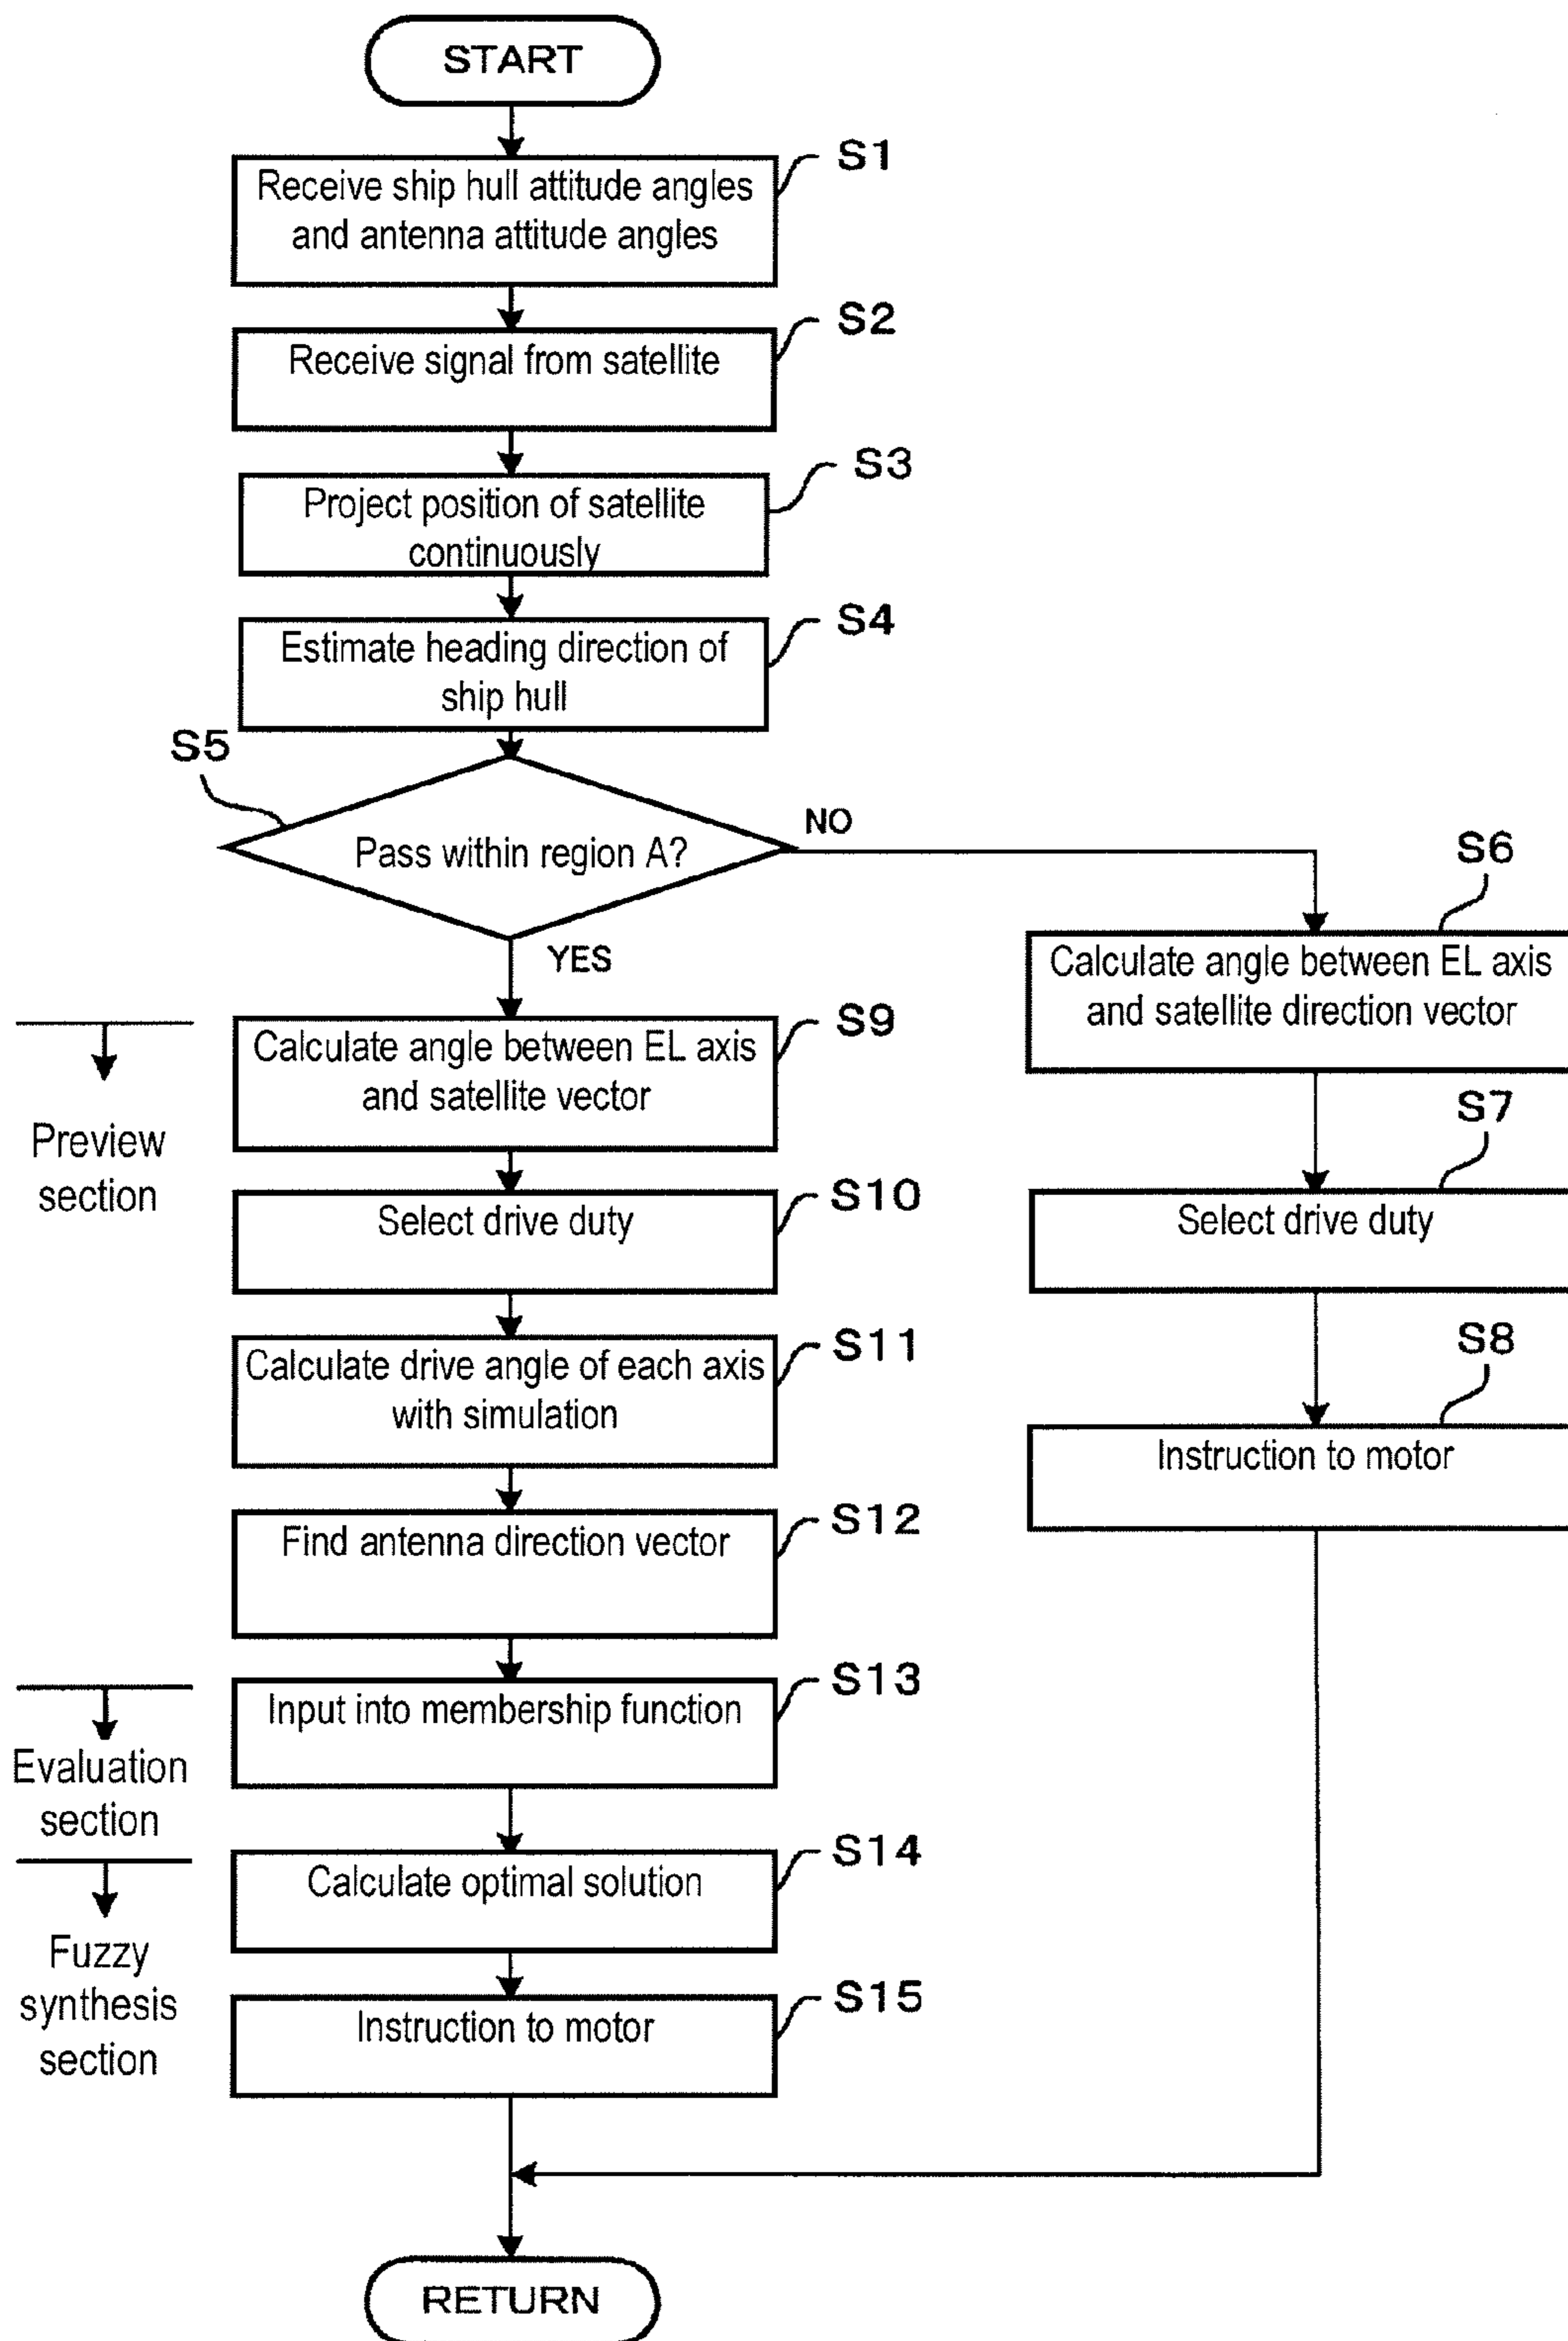 START
S1
Receive ship hull attitude angles
and antenna attitude angles
S2
Receive signal from satellite
S3
Project position of satellite
continuously
S4
Estimate heading direction of
ship hull
S5
Pass within region A?
NO
YES
S6
Calculate angle between EL axis
and satellite direction vector
S7
Select drive duty
S8
Instruction to motor
Preview
section
S9
Calculate angle between EL axis
and satellite vector
S10
Select drive duty
S11
Calculate drive angle of each axis
with simulation
S12
Find antenna direction vector
Evaluation
section
S13
Input into membership function
Fuzzy
synthesis
section
S14
Calculate optimal solution
S15
Instruction to motor
RETURN